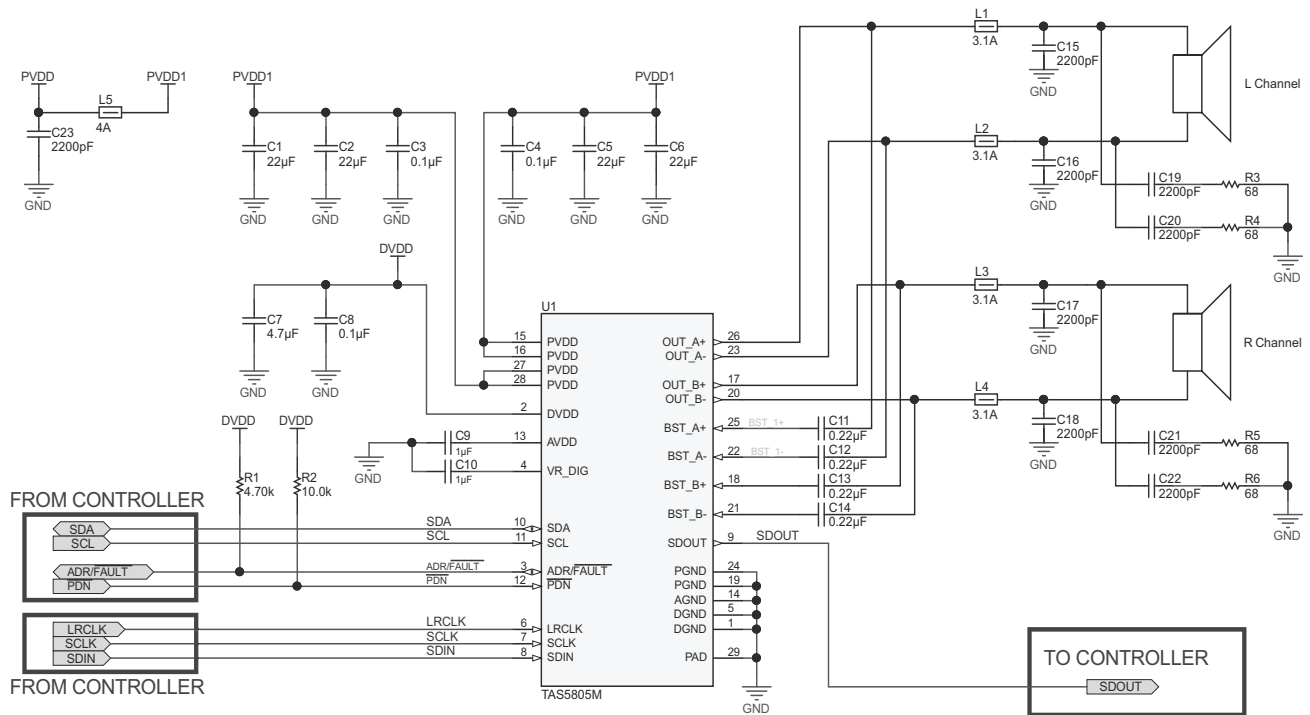 PVDD
PVDD1
L5
4A
C23
2200pF
GND
PVDD1
C1
22µF
GND
C2
22µF
GND
C3
0.1µF
GND
PVDD1
C4
0.1µF
GND
C5
22µF
GND
C6
22µF
GND
DVDD
C7
4.7µF
GND
C8
0.1µF
GND
L1
3.1A
C15
2200pF
GND
L Channel
L2
3.1A
C16
2200pF
GND
C19
2200pF
R3
68
C20
2200pF
R4
68
GND
L3
3.1A
C17
2200pF
GND
R Channel
L4
3.1A
C18
2200pF
GND
C21
2200pF
R5
68
C22
2200pF
R6
68
GND
U1
15 PVDD
16 PVDD
27 PVDD
28 PVDD
2 DVDD
13 AVDD
4 VR_DIG
10 SDA
11 SCL
3 ADR/FAULT
12 PDN
6 LRCLK
7 SCLK
8 SDIN
OUT_A+ 26
OUT_A- 23
OUT_B+ 17
OUT_B- 20
BST_A+ 25 BST_1+
BST_A- 22 BST_1-
BST_B+ 18
BST_B- 21
SDOUT 9 SDOUT
PGND 24
PGND 19
AGND 14
DGND 5
DGND 1
PAD 29
TAS5805M
GND
C11
0.22µF
C12
0.22µF
C13
0.22µF
C14
0.22µF
GND
C9
1µF
C10
1µF
DVDD
R1
4.70k
DVDD
R2
10.0k
FROM CONTROLLER
SDA SDA
SCL SCL
ADR/FAULT ADR/FAULT
PDN PDN
LRCLK LRCLK
SCLK SCLK
SDIN SDIN
FROM CONTROLLER
TO CONTROLLER
SDOUT